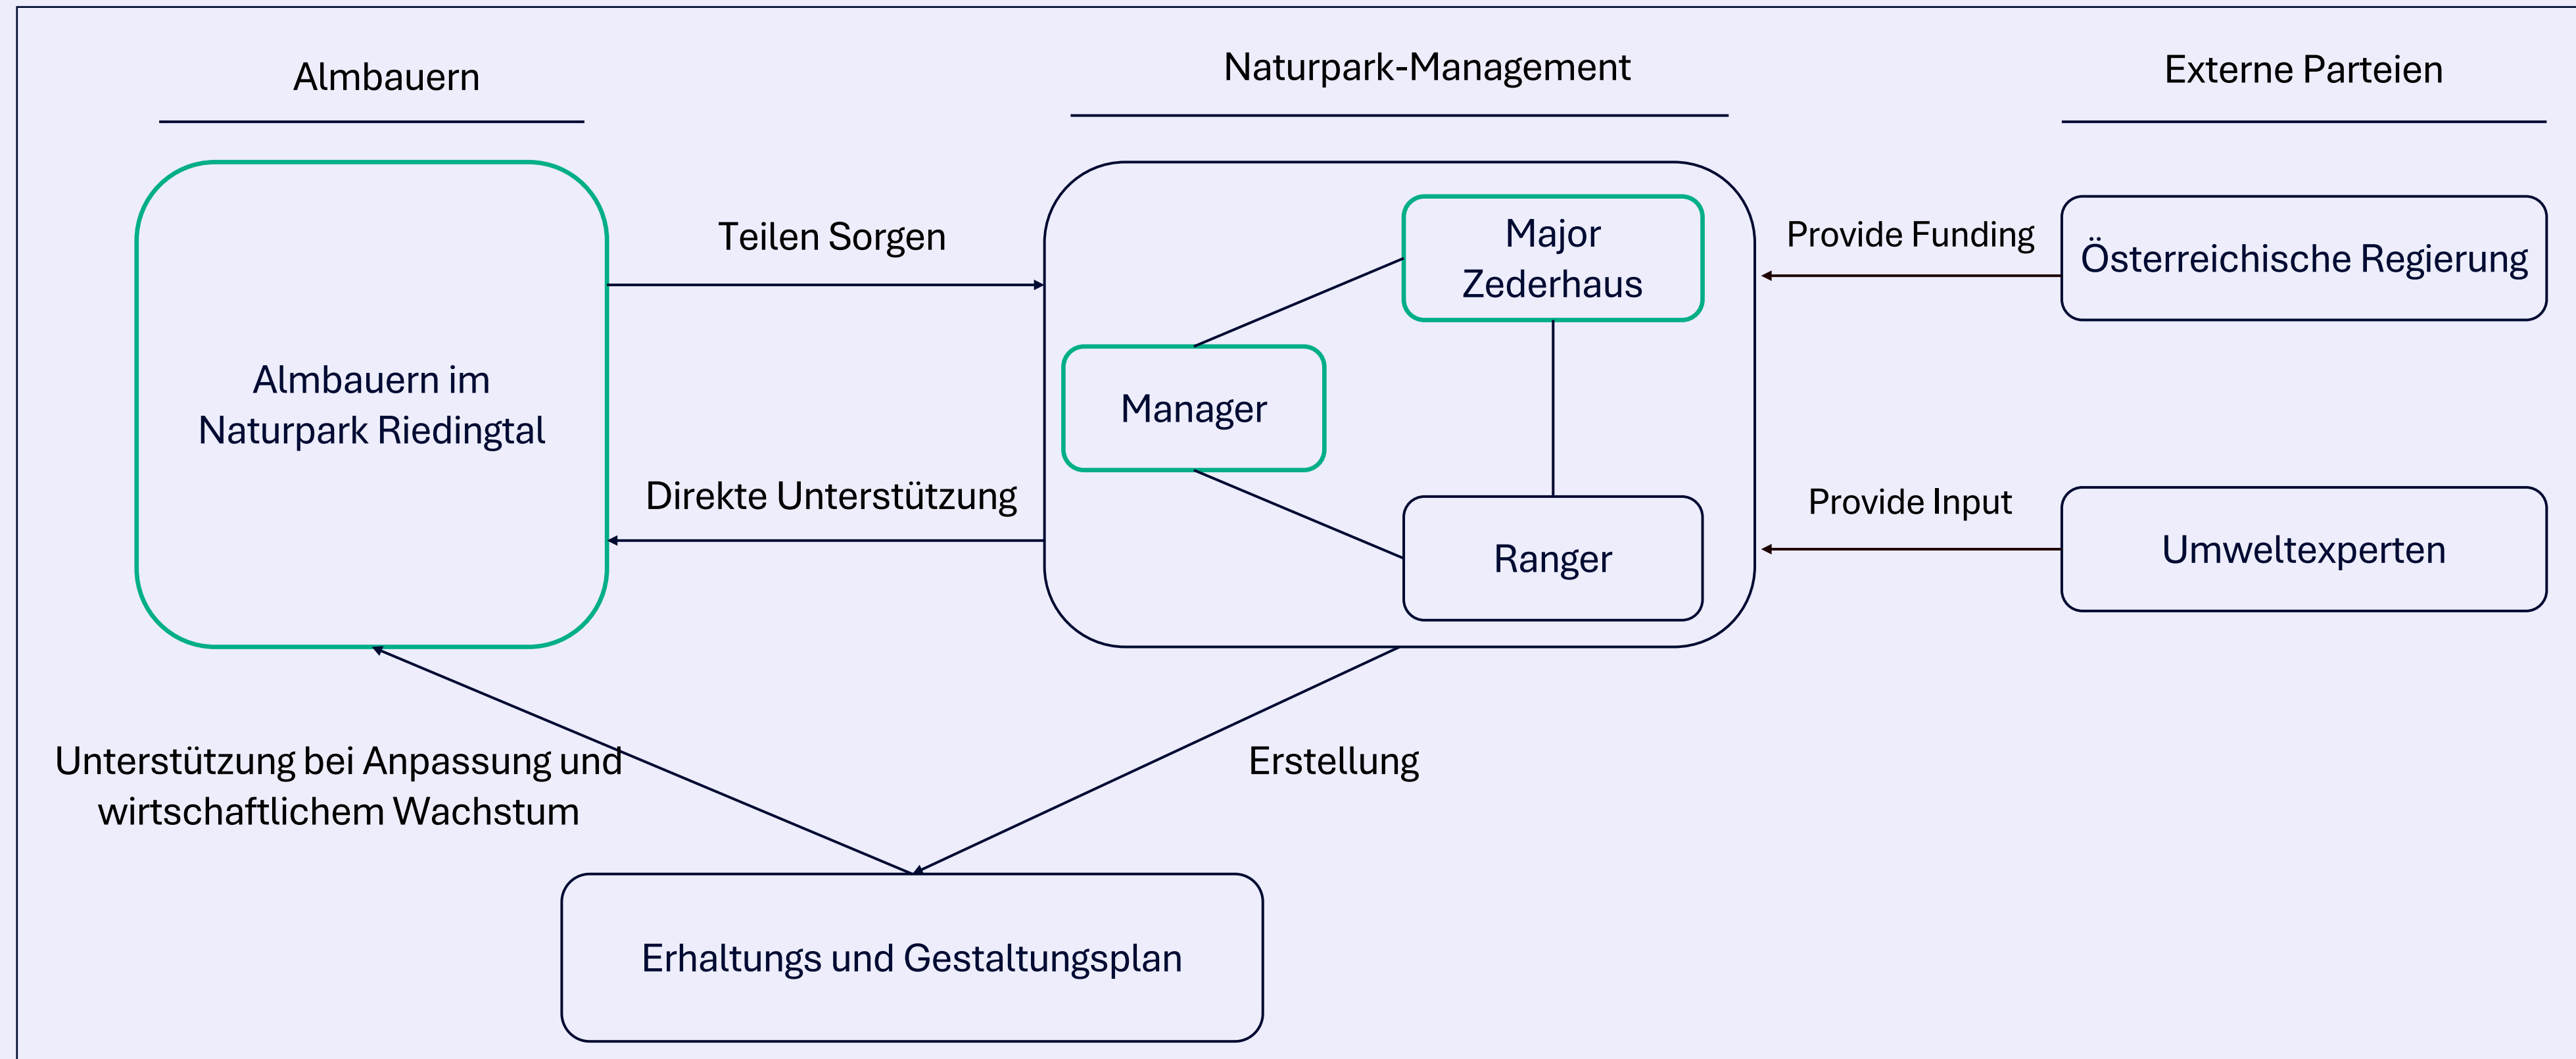 Almbauern
Naturpark-Management
Externe Parteien
Almbauern im
Naturpark Riedingtal
Teilen Sorgen
Direkte Unterstützung
Major
Zederhaus
Manager
Ranger
Provide Funding
Österreichische Regierung
Provide Input
Umweltexperten
Unterstützung bei Anpassung und
wirtschaftlichem Wachstum
Erstellung
Erhaltungs und Gestaltungsplan